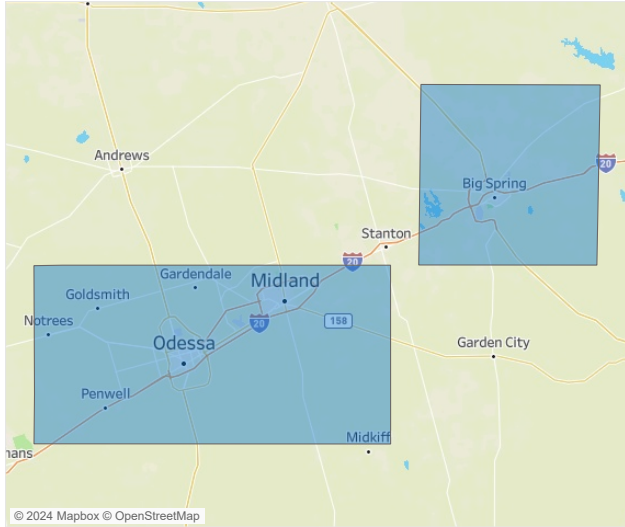 Andrews
20
Big Spring
Stanton
20
Gardendale
Midland
Goldsmith
Notrees
20
158
Odessa
Garden City
Penwell
Midkiff
nans
© 2024 Mapbox © OpenStreetMap